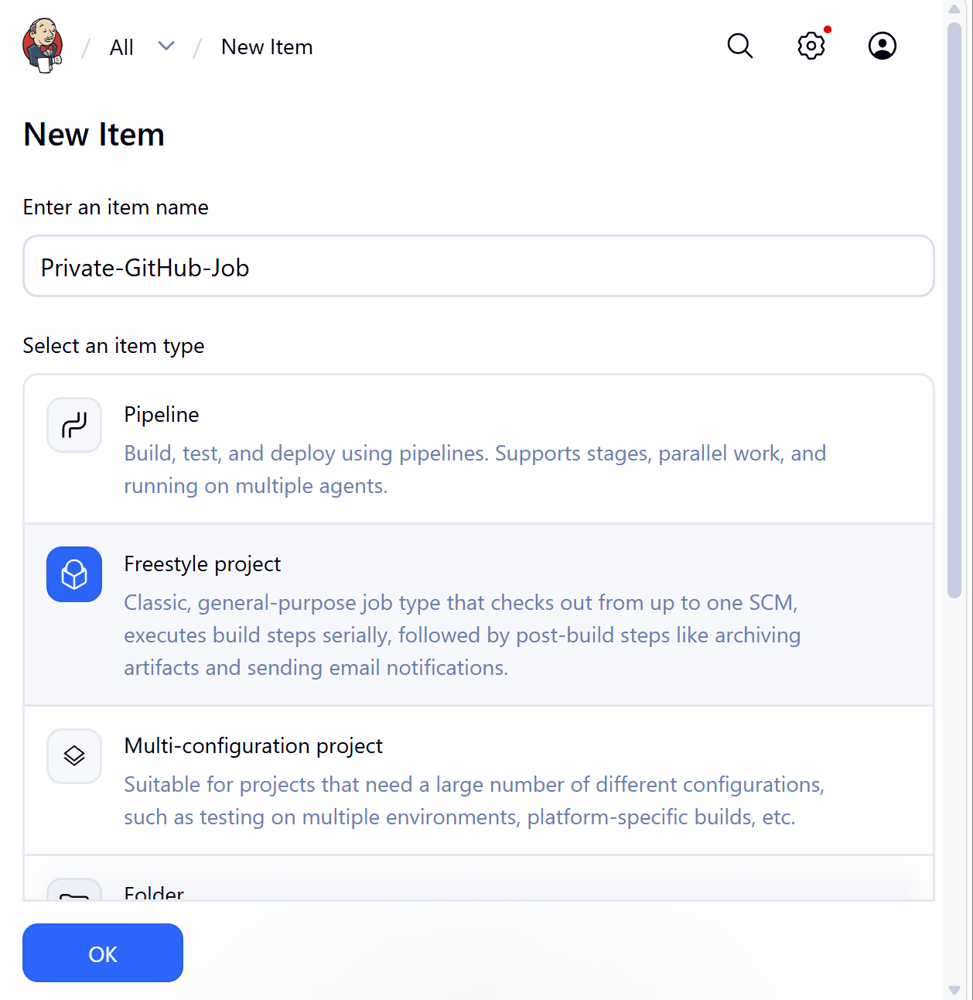 / All / New Item
New Item
Enter an item name
Private-GitHub-Job
Select an item type
Pipeline
Build, test, and deploy using pipelines. Supports stages, parallel work, and
running on multiple agents.
Freestyle project
Classic, general-purpose job type that checks out from up to one SCM,
executes build steps serially, followed by post-build steps like archiving
artifacts and sending email notifications.
Multi-configuration project
Suitable for projects that need a large number of different configurations,
such as testing on multiple environments, platform-specific builds, etc.
Folder
OK